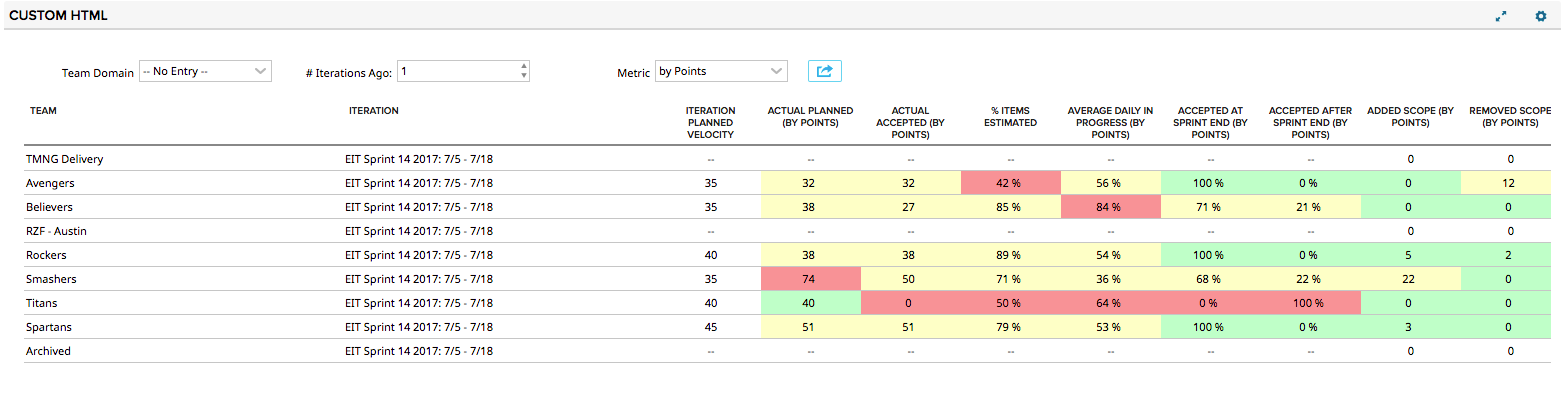 CUSTOM HTML
Team Domain -- No Entry -- # Iterations Ago: 1 Metric by Points
TEAM ITERATION ITERATION PLANNED VELOCITY ACTUAL PLANNED (BY POINTS) ACTUAL ACCEPTED (BY POINTS) % ITEMS ESTIMATED AVERAGE DAILY IN PROGRESS (BY POINTS) ACCEPTED AT SPRINT END (BY POINTS) ACCEPTED AFTER SPRINT END (BY POINTS) ADDED SCOPE (BY POINTS) REMOVED SCOPE (BY POINTS)
TMNG Delivery EIT Sprint 14 2017: 7/5 - 7/18 -- -- -- -- -- -- -- 0 0
Avengers EIT Sprint 14 2017: 7/5 - 7/18 35 32 32 42 % 56 % 100 % 0 % 0 12
Believers EIT Sprint 14 2017: 7/5 - 7/18 35 38 27 85 % 84 % 71 % 21 % 0 0
RZF - Austin EIT Sprint 14 2017: 7/5 - 7/18 -- -- -- -- -- -- -- 0 0
Rockers EIT Sprint 14 2017: 7/5 - 7/18 40 38 38 89 % 54 % 100 % 0 % 5 2
Smashers EIT Sprint 14 2017: 7/5 - 7/18 35 74 50 71 % 36 % 68 % 22 % 22 0
Titans EIT Sprint 14 2017: 7/5 - 7/18 40 40 0 50 % 64 % 0 % 100 % 0 0
Spartans EIT Sprint 14 2017: 7/5 - 7/18 45 51 51 79 % 53 % 100 % 0 % 3 0
Archived EIT Sprint 14 2017: 7/5 - 7/18 -- -- -- -- -- -- -- 0 0